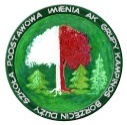 SZKOŁA PODSTAWOWA IMIENIA AK GRUPY KAMPINOS
BORZĘCIN DUŻY